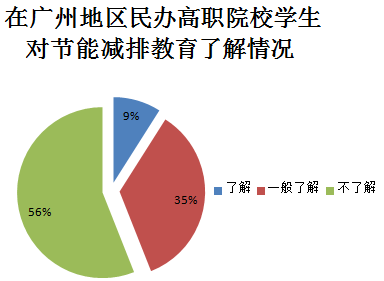 在广州地区民办高职院校学生
对节能减排教育了解情况
9%
35%
56%
了解 一般了解 不了解